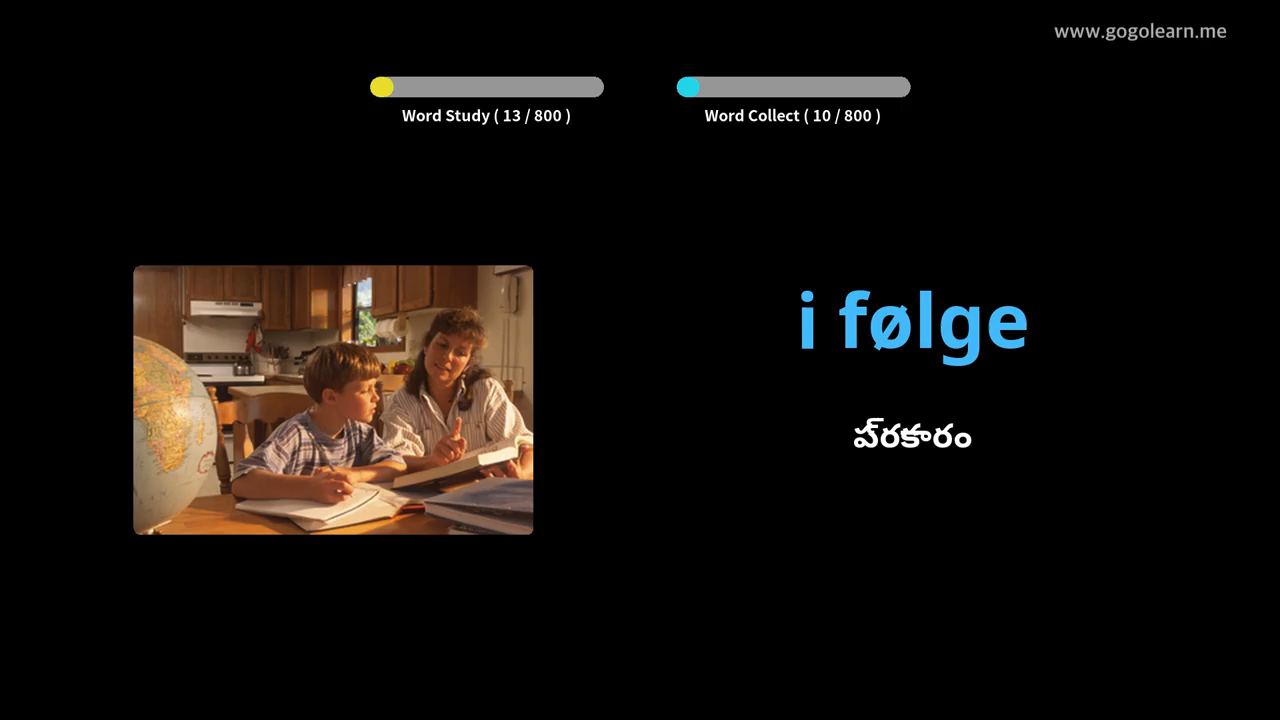 www.gogolearn.me
Word Study ( 13 / 800 )
Word Collect ( 10 / 800 )
i følge
ప్రకారం